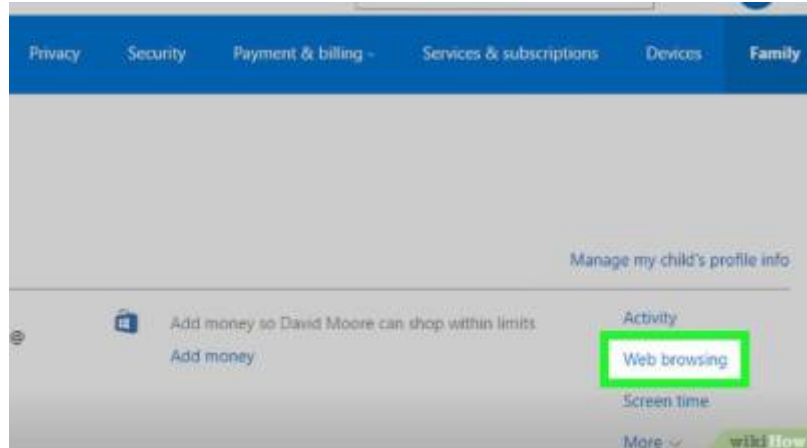 Privacy Security Payment & billing Services & subscriptions Devices Family
Manage my child's profile info
@ Add money so David Moore can shop within limits Activity
Add money Web browsing
Screen time
More wikiHow